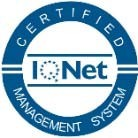 CERTIFIED
IQNet
MANAGEMENT SYSTEM